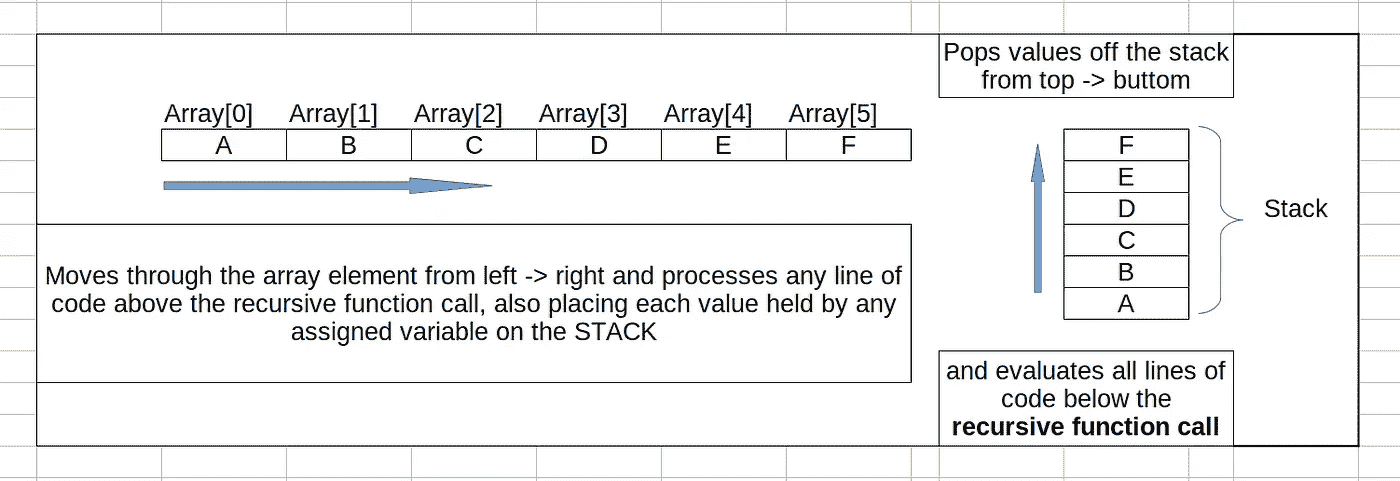 Pops values off the stack
from top -> buttom
Array[0] Array[1] Array[2] Array[3] Array[4] Array[5]
A B C D E F
Moves through the array element from left -> right and processes any line of
code above the recursive function call, also placing each value held by any
assigned variable on the STACK
F
E
D
C
B
A
Stack
and evaluates all lines of
code below the
recursive function call